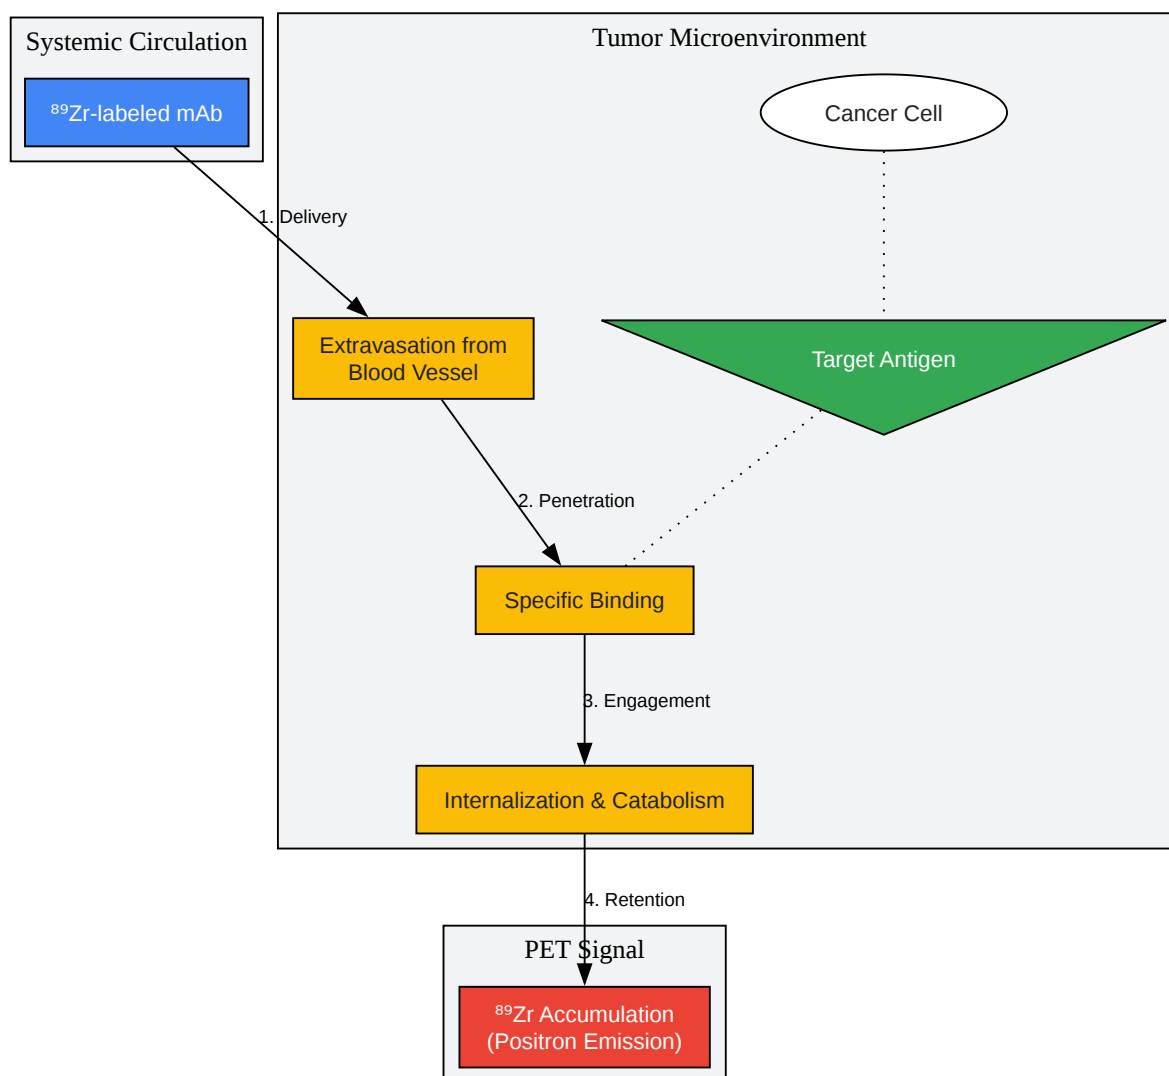 Systemic Circulation
⁸⁹Zr-labeled mAb
Tumor Microenvironment
Cancer Cell
1. Delivery
Extravasation from
Blood Vessel
Target Antigen
2. Penetration
Specific Binding
3. Engagement
Internalization & Catabolism
4. Retention
PET Signal
⁸⁹Zr Accumulation
(Positron Emission)